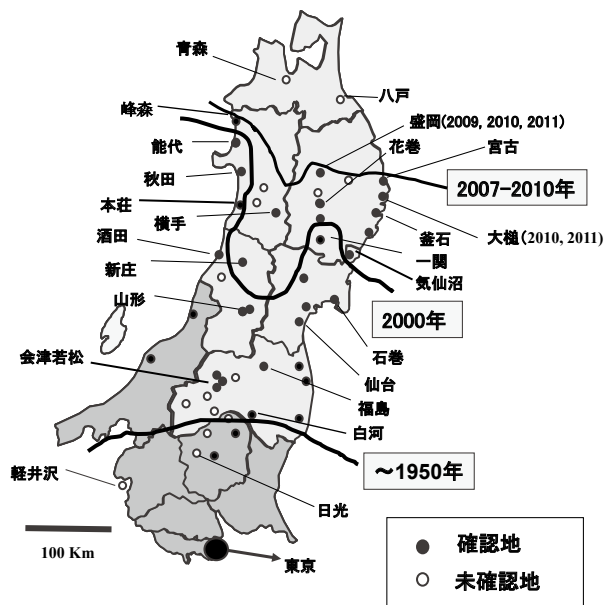 青森
八戸
峰森
盛岡(2009, 2010, 2011)
能代
花巻
宮古
秋田
2007-2010年
本荘
横手
釜石
大槌(2010, 2011)
酒田
一関
新庄
気仙沼
山形
2000年
石巻
会津若松
仙台
福島
白河
～1950年
軽井沢
日光
100 Km
東京
確認地
未確認地